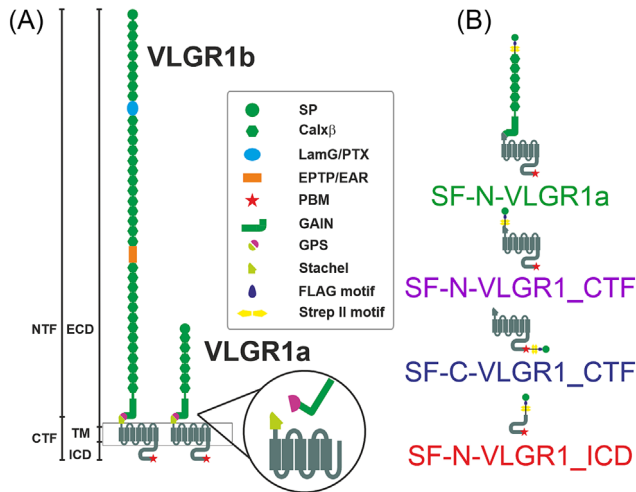 (A)
VLGR1b
SP
Calxβ
LamG/PTX
EPTP/EAR
PBM
GAIN
GPS
Stachel
FLAG motif
Strep II motif
NTF ECD
VLGR1a
CTF TM
ICD
(B)
SF-N-VLGR1a
SF-N-VLGR1_CTF
SF-C-VLGR1_CTF
SF-N-VLGR1_ICD